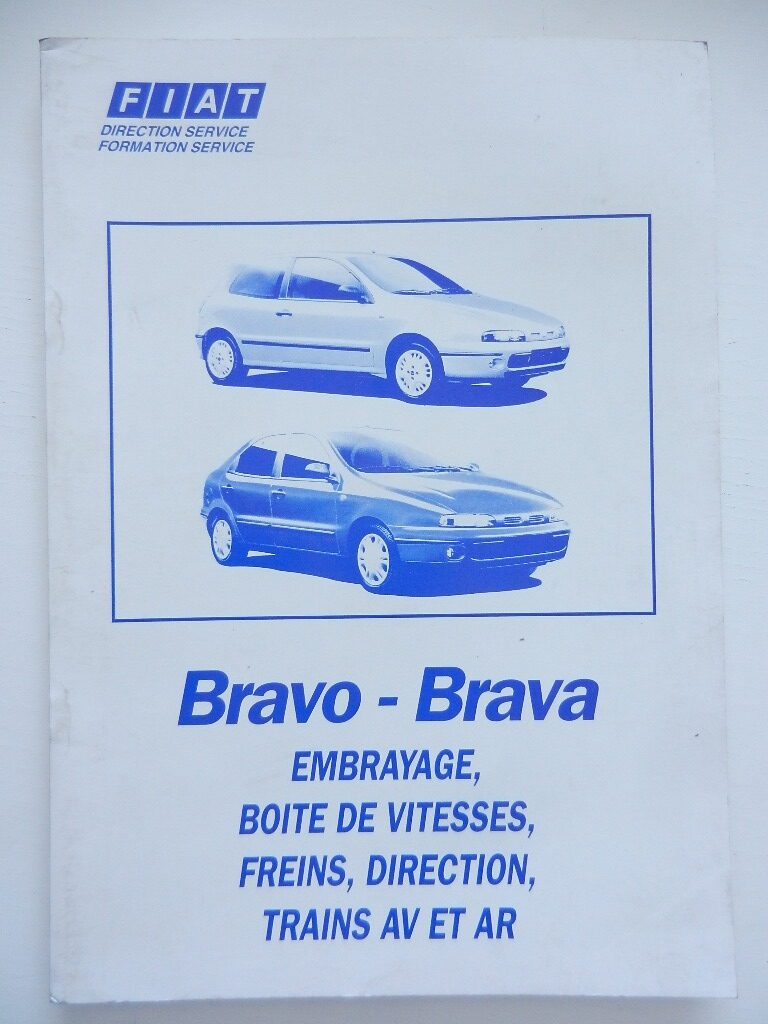 FIAT
DIRECTION SERVICE
FORMATION SERVICE
Bravo - Brava
EMBRAYAGE,
BOITE DE VITESSES,
FREINS, DIRECTION,
TRAINS AV ET AR